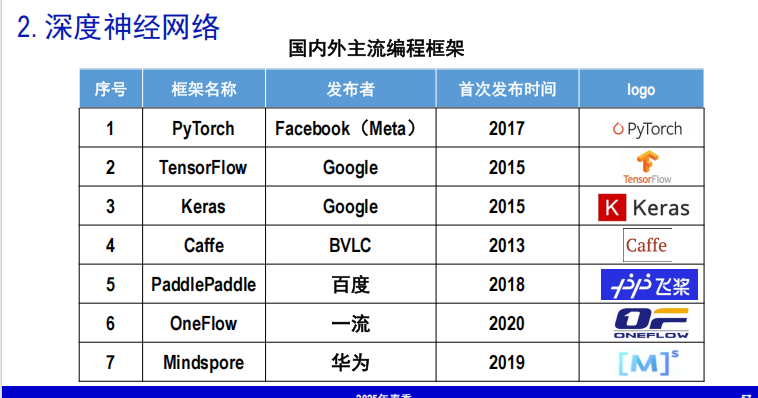 2. 深度神经网络
国内外主流编程框架
序号 框架名称 发布者 首次发布时间 logo
1 PyTorch Facebook（Meta） 2017 PyTorch
2 TensorFlow Google 2015 TensorFlow
3 Keras Google 2015 K Keras
4 Caffe BVLC 2013 Caffe
5 PaddlePaddle 百度 2018 飞桨
6 OneFlow 一流 2020 OF ONEFLOW
7 Mindspore 华为 2019 [M]s